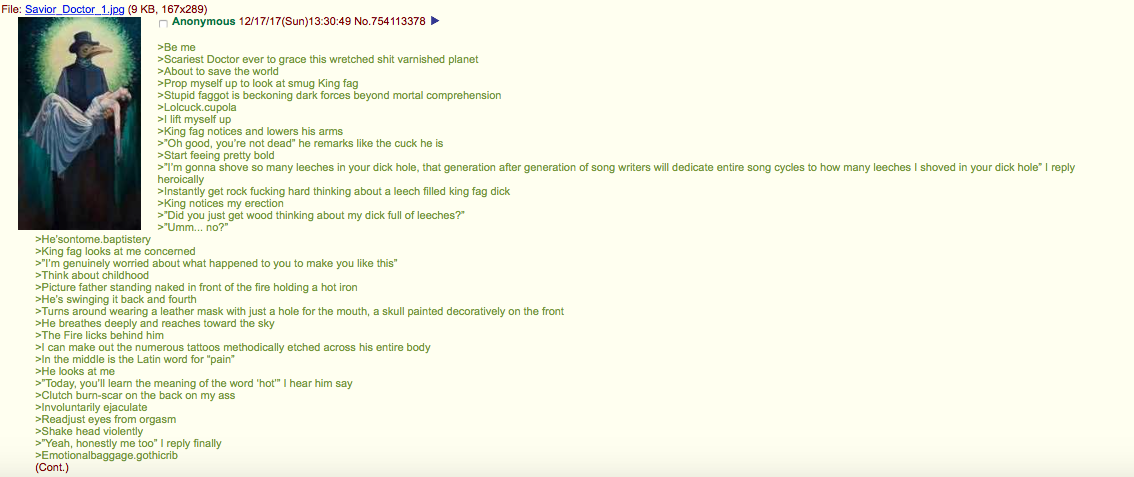 File: Savior_Doctor_1.jpg (9 KB, 167x289)
Anonymous 12/17/17(Sun)13:30:49 No.754113378 ▶
>Be me
>Scariest Doctor ever to grace this wretched shit varnished planet
>About to save the world
>Prop myself up to look at smug King fag
>Stupid faggot is beckoning dark forces beyond mortal comprehension
>Lolcuck.cupola
>I lift myself up
>King fag notices and lowers his arms
>"Oh good, you're not dead" he remarks like the cuck he is
>Start feeing pretty bold
>"I'm gonna shove so many leeches in your dick hole, that generation after generation of song writers will dedicate entire song cycles to how many leeches I shoved in your dick hole" I reply
heroically
>Instantly get rock fucking hard thinking about a leech filled king fag dick
>King notices my erection
>"Did you just get wood thinking about my dick full of leeches?"
>"Umm... no?"
>He'sontome.baptistery
>King fag looks at me concerned
>"I'm genuinely worried about what happened to you to make you like this"
>Think about childhood
>Picture father standing naked in front of the fire holding a hot iron
>He's swinging it back and fourth
>Turns around wearing a leather mask with just a hole for the mouth, a skull painted decoratively on the front
>He breathes deeply and reaches toward the sky
>The Fire licks behind him
>I can make out the numerous tattoos methodically etched across his entire body
>In the middle is the Latin word for "pain"
>He looks at me
>"Today, you'll learn the meaning of the word 'hot'" I hear him say
>Clutch burn-scar on the back on my ass
>Involuntarily ejaculate
>Readjust eyes from orgasm
>Shake head violently
>"Yeah, honestly me too" I reply finally
>Emotionalbaggage.gothicrib
(Cont.)